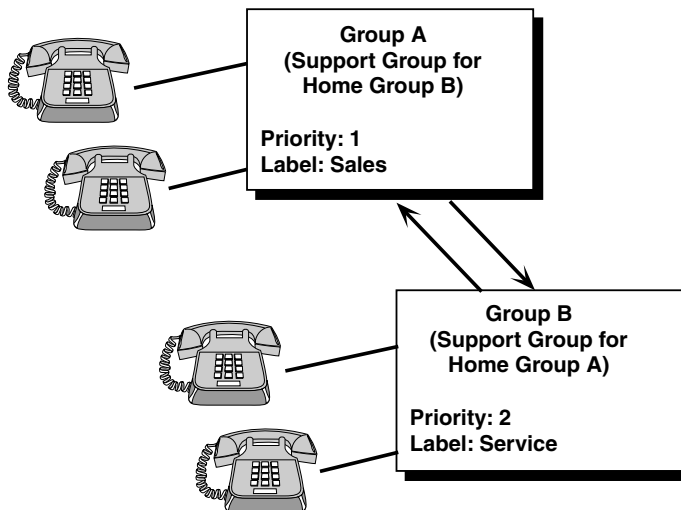 Group A
(Support Group for
Home Group B)
Priority: 1
Label: Sales
Group B
(Support Group for
Home Group A)
Priority: 2
Label: Service